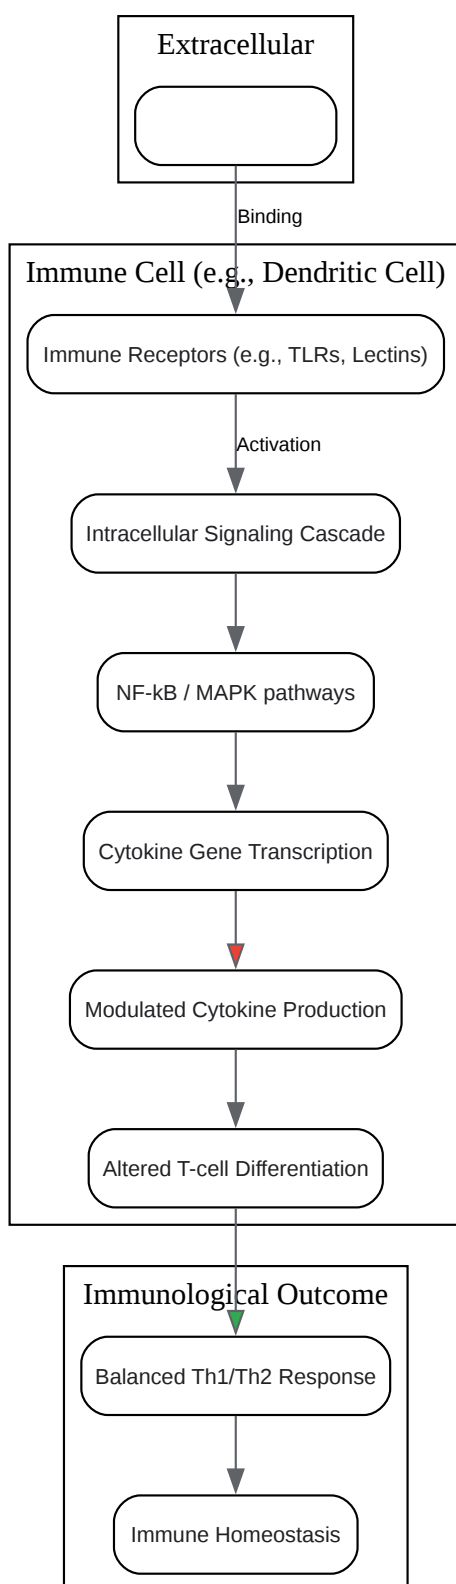 Extracellular
Binding
Immune Cell (e.g., Dendritic Cell)
Immune Receptors (e.g., TLRs, Lectins)
Activation
Intracellular Signaling Cascade
NF-kB / MAPK pathways
Cytokine Gene Transcription
Modulated Cytokine Production
Altered T-cell Differentiation
Immunological Outcome
Balanced Th1/Th2 Response
Immune Homeostasis